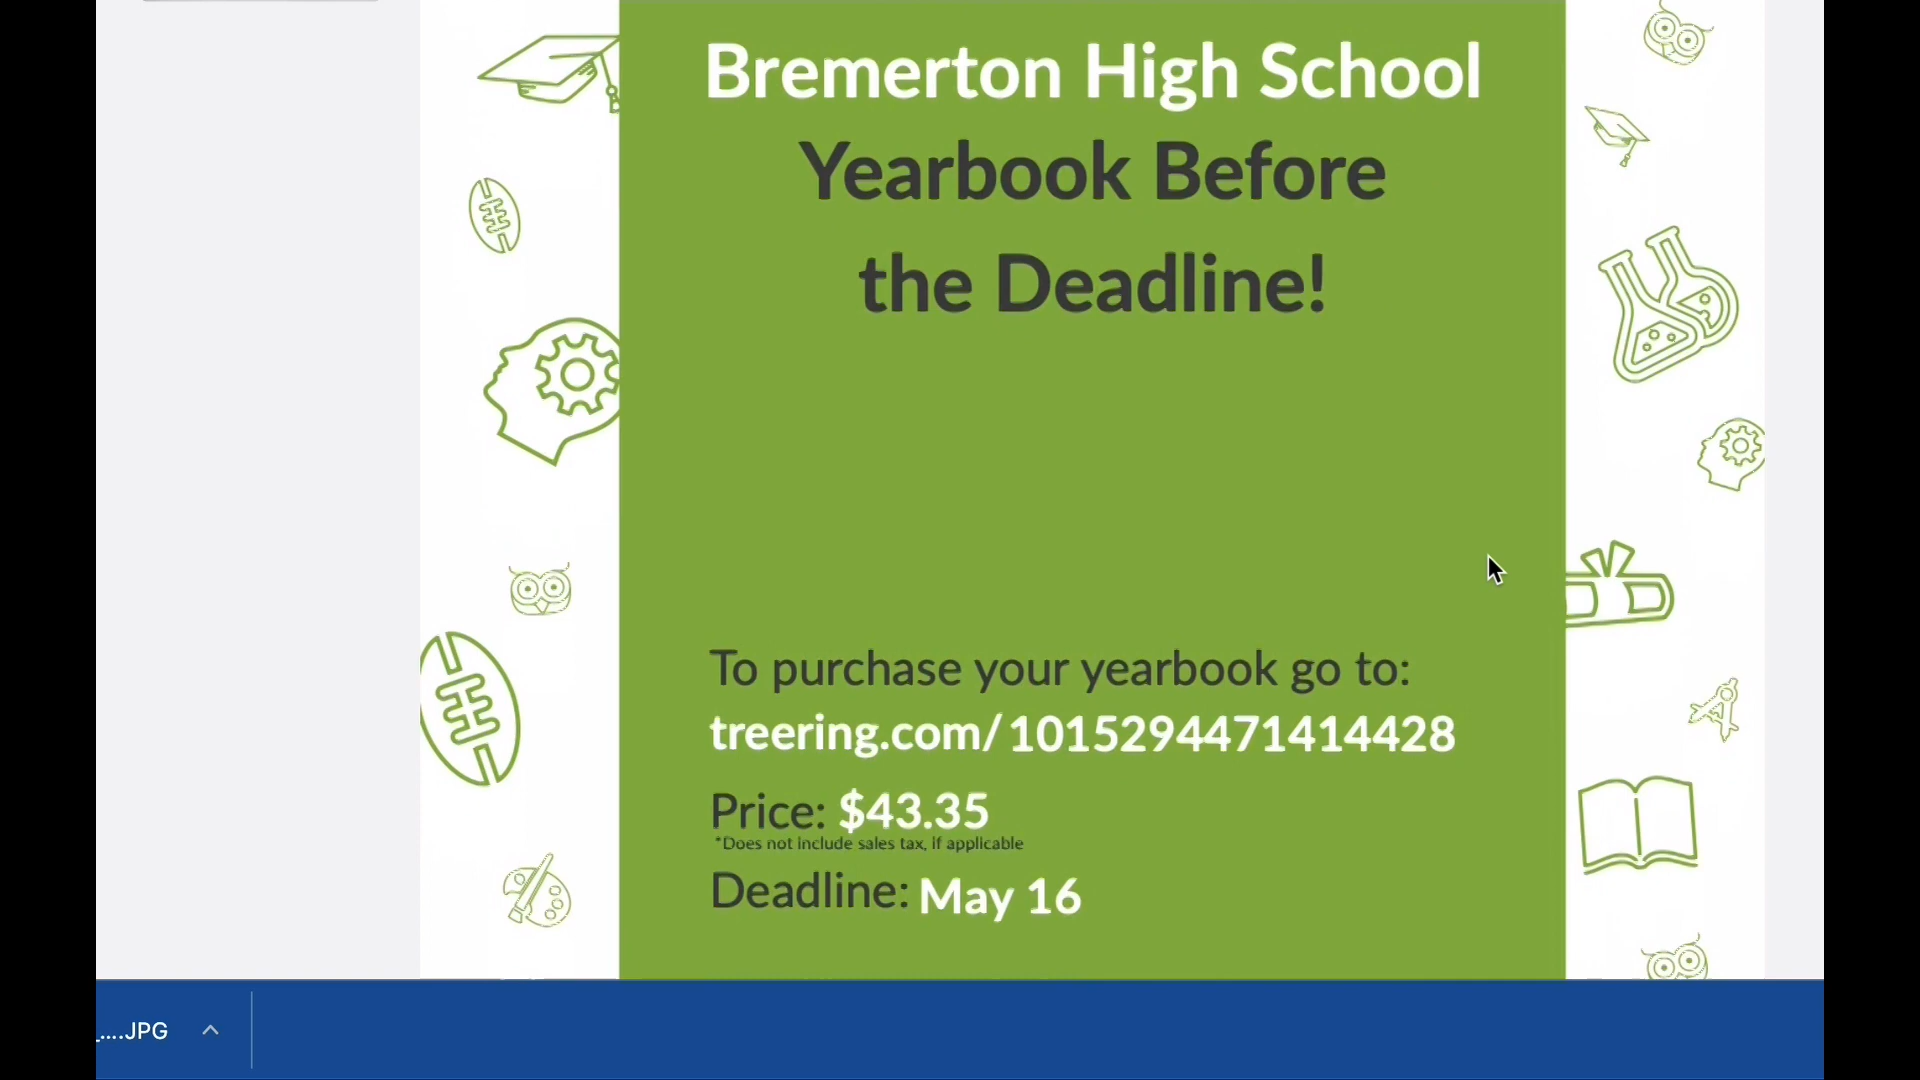 Bremerton High School
Yearbook Before
the Deadline!
To purchase your yearbook go to:
treering.com/1015294471414428
Price: $43.35
*Does not include sales tax, if applicable
Deadline: May 16
_....JPG